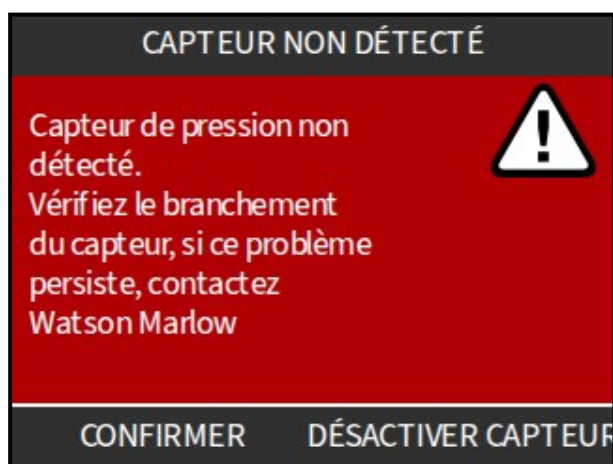 CAPTEUR NON DÉTECTÉ
Capteur de pression non
détecté.
Vérifiez le branchement
du capteur, si ce problème
persiste, contactez
Watson Marlow
CONFIRMER DÉSACTIVER CAPTEUR